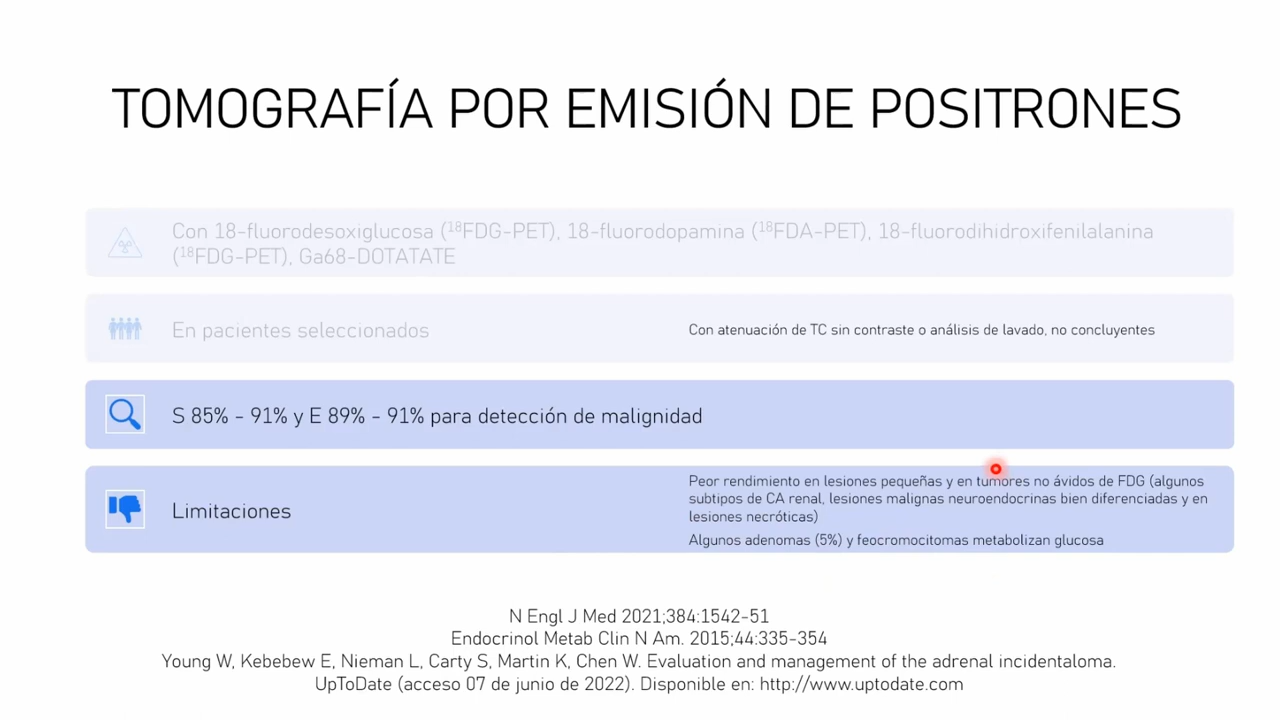 TOMOGRAFÍA POR EMISIÓN DE POSITRONES
Con 18-fluorodesoxiglucosa (¹⁸FDG-PET), 18-fluorodopamina (¹⁸FDA-PET), 18-fluorodihidroxifenilalanina
(¹⁸FDG-PET), Ga68-DOTATATE
En pacientes seleccionados
Con atenuación de TC sin contraste o análisis de lavado, no concluyentes
S 85% - 91% y E 89% - 91% para detección de malignidad
Limitaciones
Peor rendimiento en lesiones pequeñas y en tumores no ávidos de FDG (algunos
subtipos de CA renal, lesiones malignas neuroendocrinas bien diferenciadas y en
lesiones necróticas)
Algunos adenomas (5%) y feocromocitomas metabolizan glucosa
N Engl J Med 2021;384:1542-51
Endocrinol Metab Clin N Am. 2015;44:335-354
Young W, Kebebew E, Nieman L, Carty S, Martin K, Chen W. Evaluation and management of the adrenal incidentaloma.
UpToDate (acceso 07 de junio de 2022). Disponible en: http://www.uptodate.com